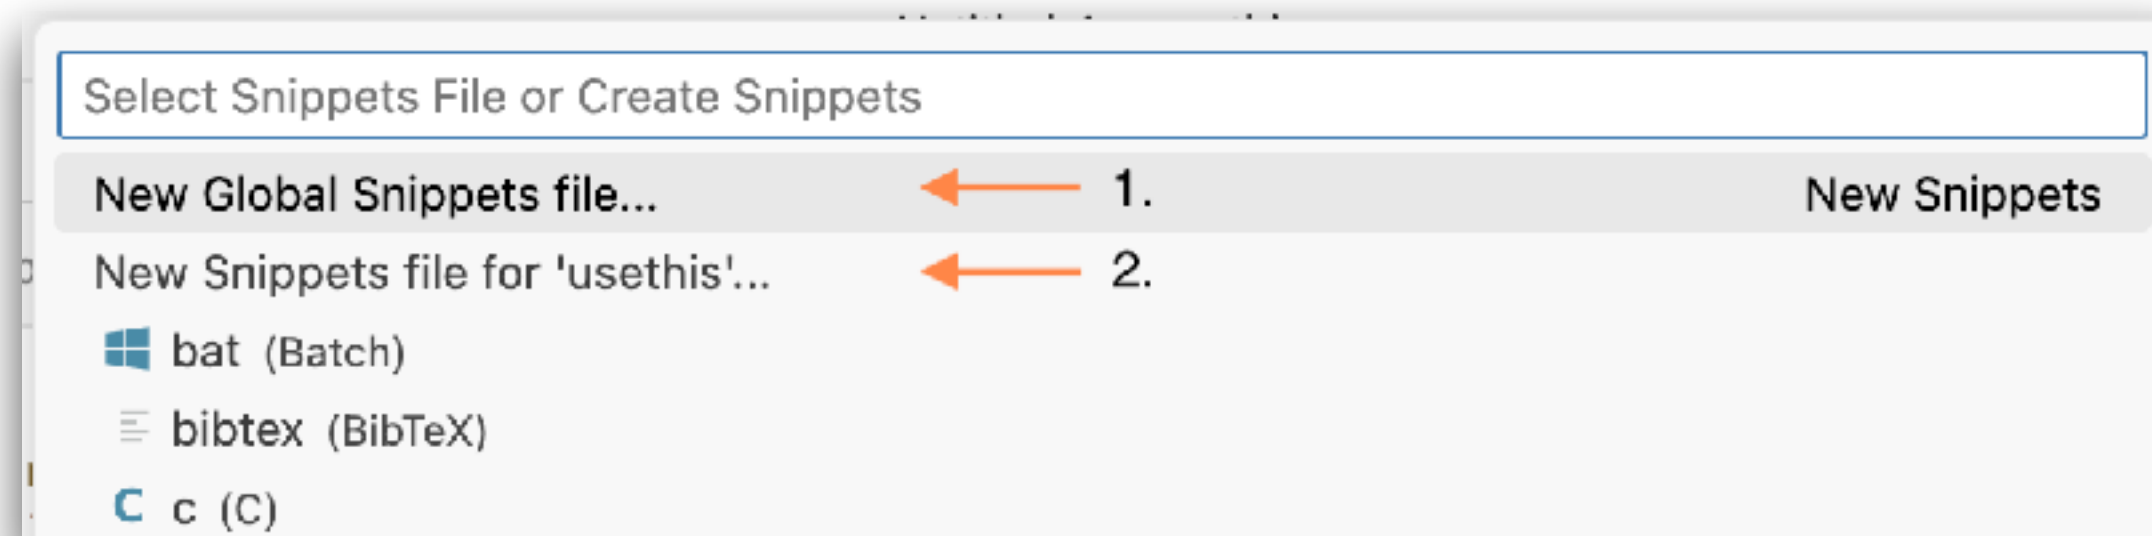 Select Snippets File or Create Snippets
New Global Snippets file... 1. New Snippets
New Snippets file for 'usethis'... 2.
bat (Batch)
bibtex (BibTeX)
C c (C)